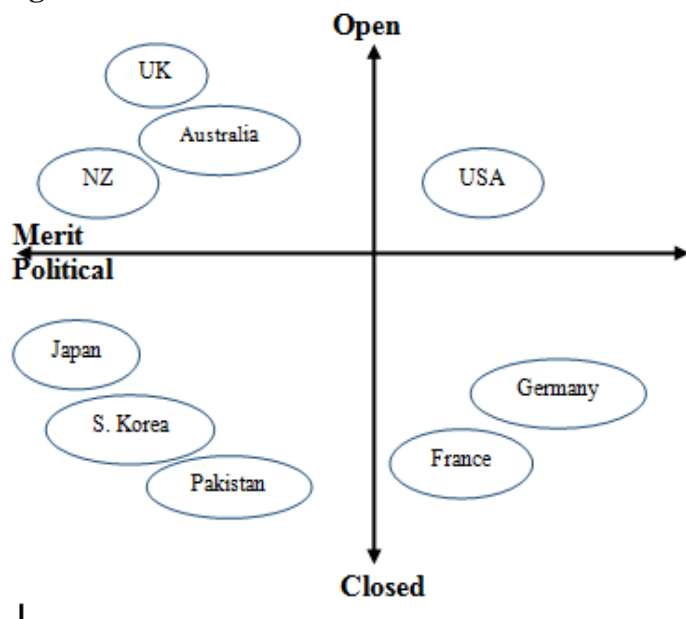 g
Open
UK
Australia
NZ
USA
Merit
Political
Japan
Germany
S. Korea
France
Pakistan
Closed